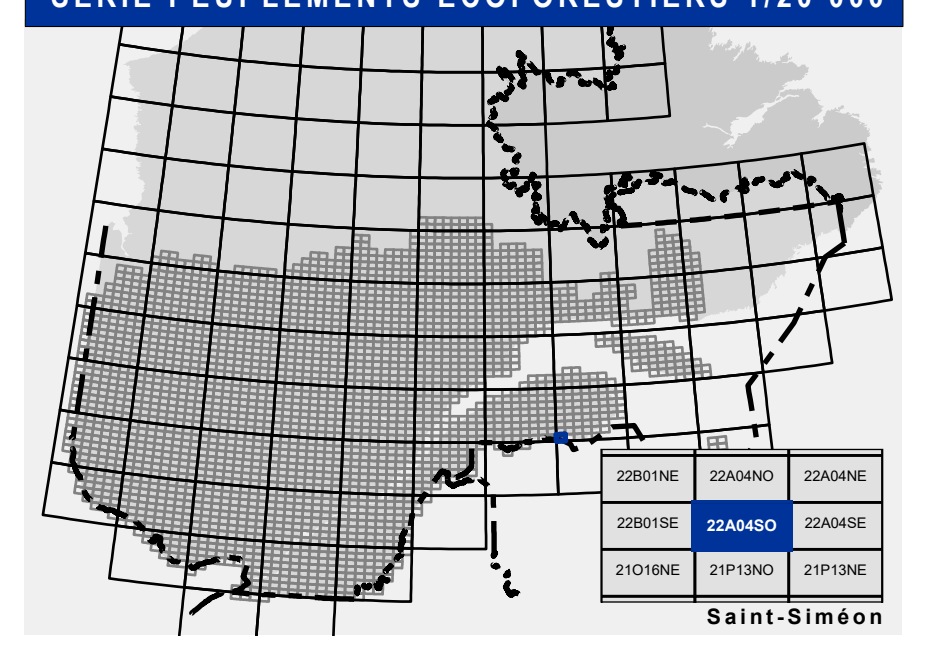 SÉRIE PEUPLEMENTS ÉCOFORESTIERS 1/20 000
22B01NE 22A04NO 22A04NE
22B01SE 22A04SO 22A04SE
21O16NE 21P13NO 21P13NE
Saint-Siméon